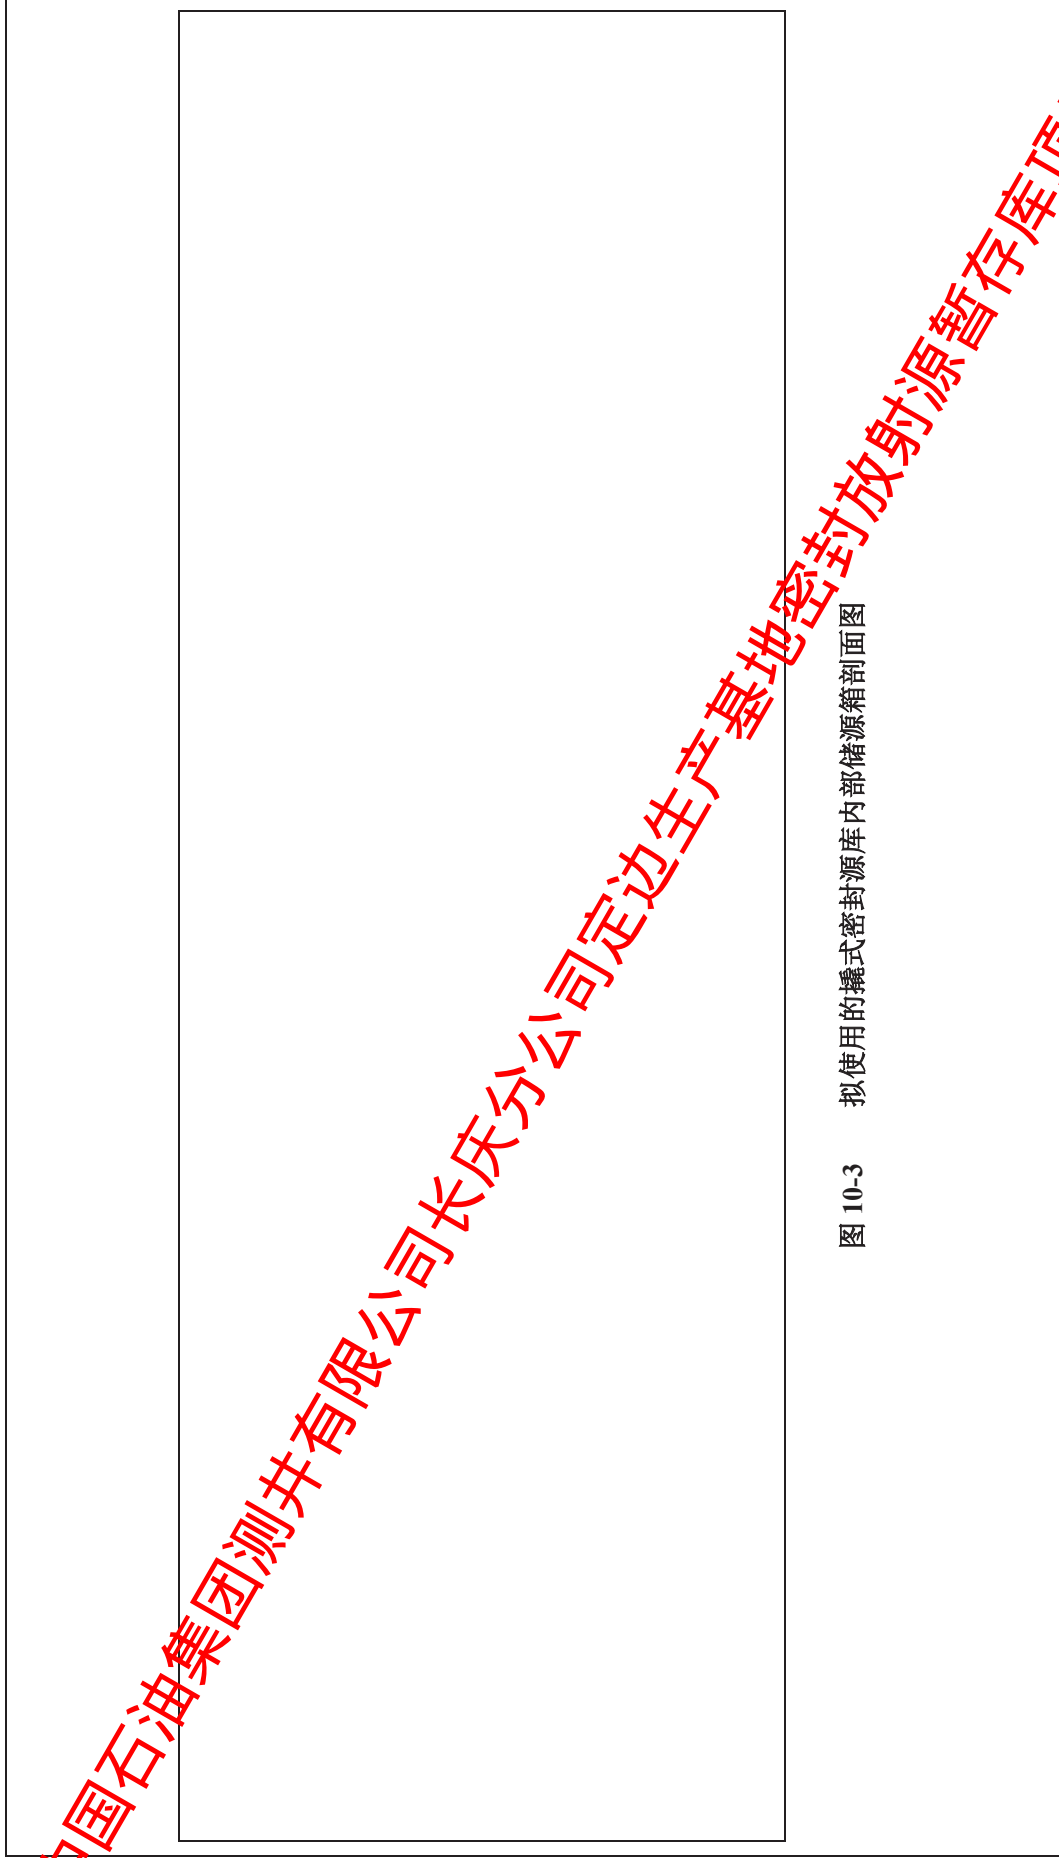 中国石油集团测井有限公司长庆分公司定边生产基地密封放射源暂存库项
图 10-3 拟使用的撬式密封源库内部储源箱剖面图